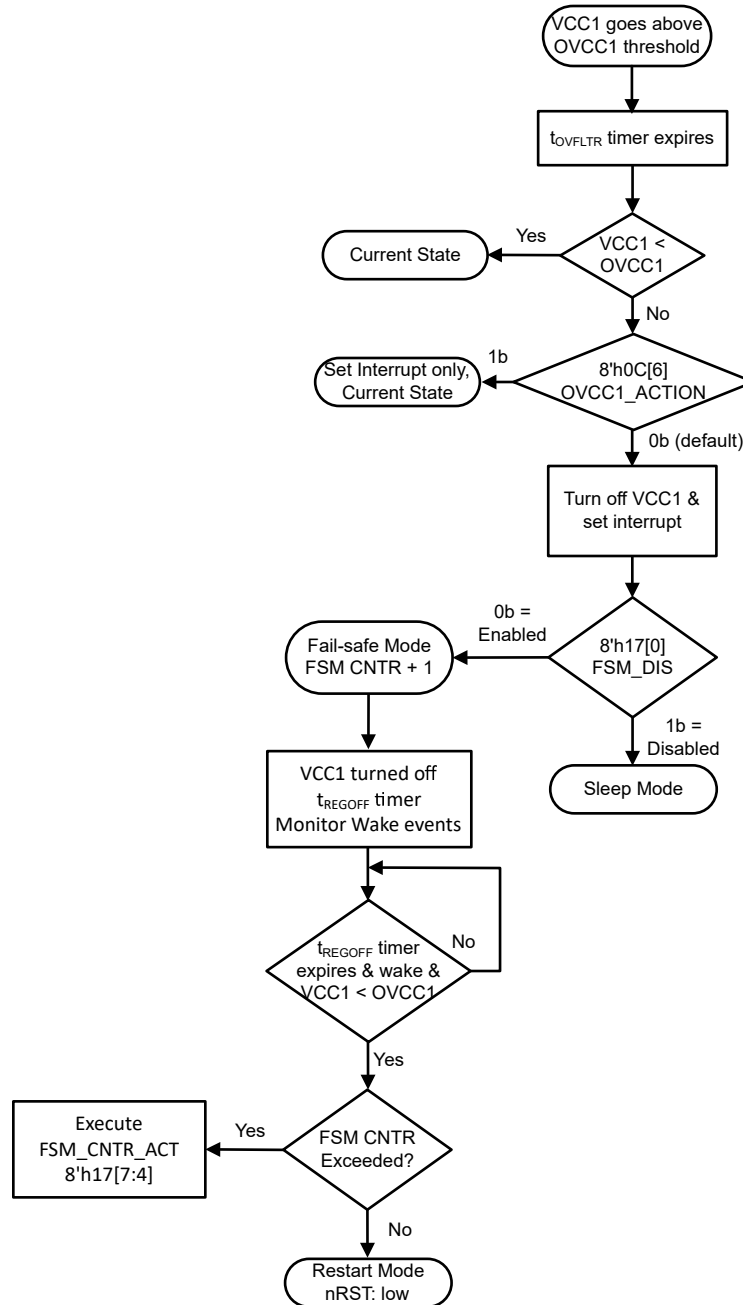 VCC1 goes above
OVCC1 threshold
tOVFLTR timer expires
Yes
VCC1 <
OVCC1
Current State
No
1b
8'h0C[6]
OVCC1_ACTION
Set Interrupt only,
Current State
0b (default)
Turn off VCC1 &
set interrupt
0b =
Enabled
8'h17[0]
FSM_DIS
Fail-safe Mode
FSM CNTR + 1
1b =
Disabled
Sleep Mode
VCC1 turned off
tREGOFF timer
Monitor Wake events
tREGOFF timer
expires & wake &
VCC1 < OVCC1
No
Yes
FSM CNTR
Exceeded?
Yes
Execute
FSM_CNTR_ACT
8'h17[7:4]
No
Restart Mode
nRST: low